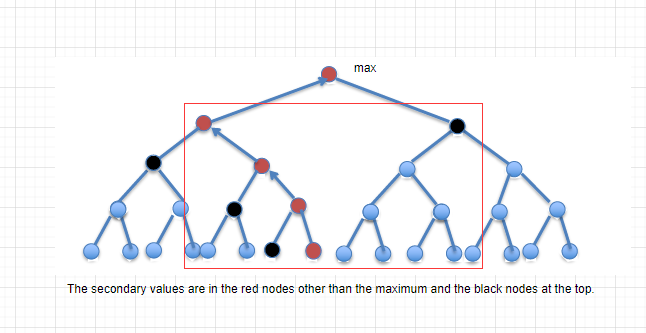 max
The secondary values are in the red nodes other than the maximum and the black nodes at the top.